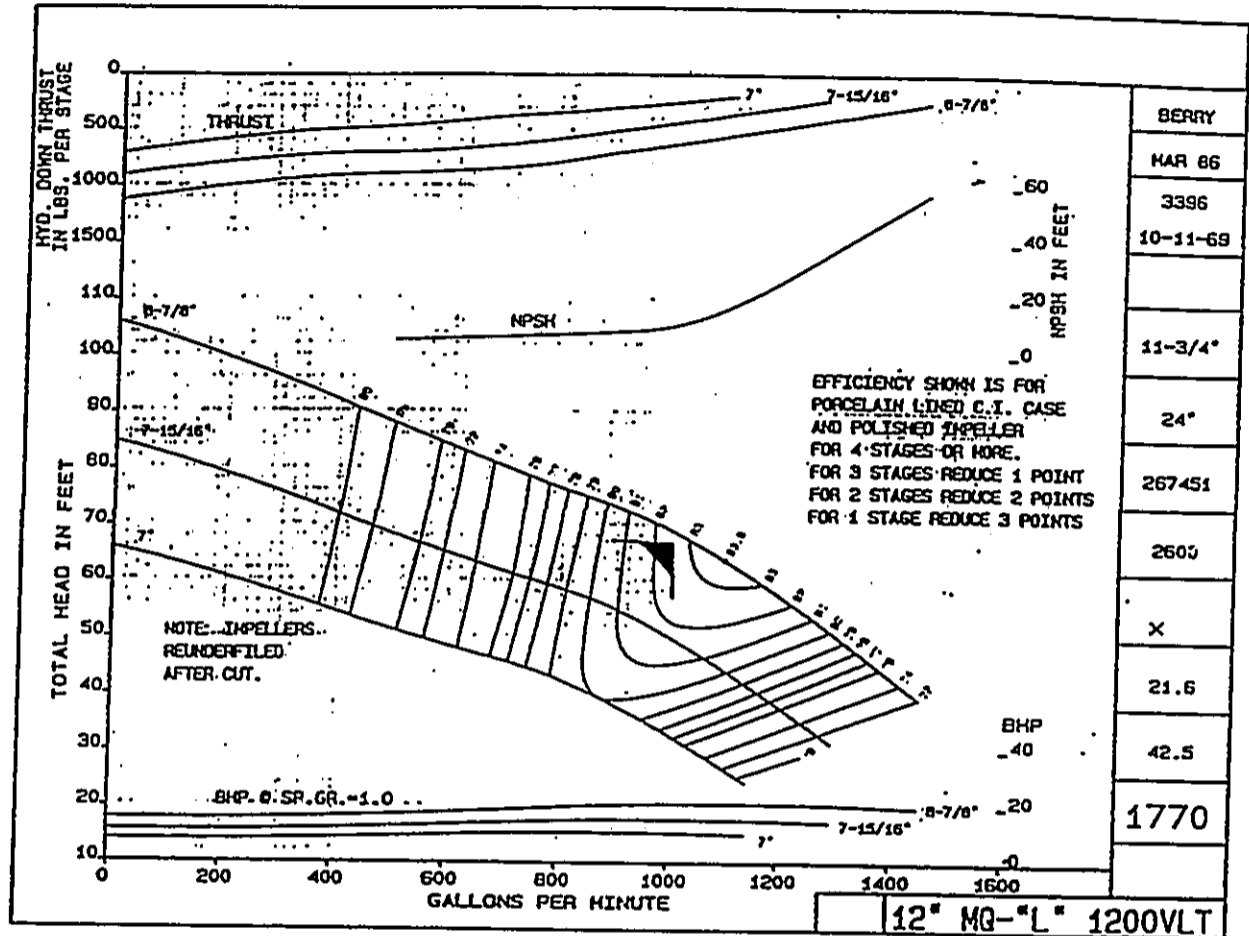 0
500
1000
1500
HYD. DOWN THRUST
IN LBS. PER STAGE
THRUST
7"
7-15/16"
8-7/8"
60
40
20
0
NPSH IN FEET
NPSH
110
100
90
80
70
60
50
40
30
20
10
TOTAL HEAD IN FEET
8-7/8"
7-15/16"
7"
EFFICIENCY SHOWN IS FOR
PORCELAIN LINED C.I. CASE
AND POLISHED IMPELLER
FOR 4 STAGES OR MORE.
FOR 3 STAGES REDUCE 1 POINT
FOR 2 STAGES REDUCE 2 POINTS
FOR 1 STAGE REDUCE 3 POINTS
NOTE: IMPELLERS
REUNDERFILED
AFTER CUT.
BHP @ SP.GR.=1.0
8-7/8"
7-15/16"
7"
BHP
40
20
0
0
200
400
600
800
1000
1200
1400
1600
GALLONS PER MINUTE
BERRY
MAR 86
3396
10-11-69
11-3/4"
24"
267451
2600
X
21.6
42.5
1770
12" MQ-"L" 1200VLT